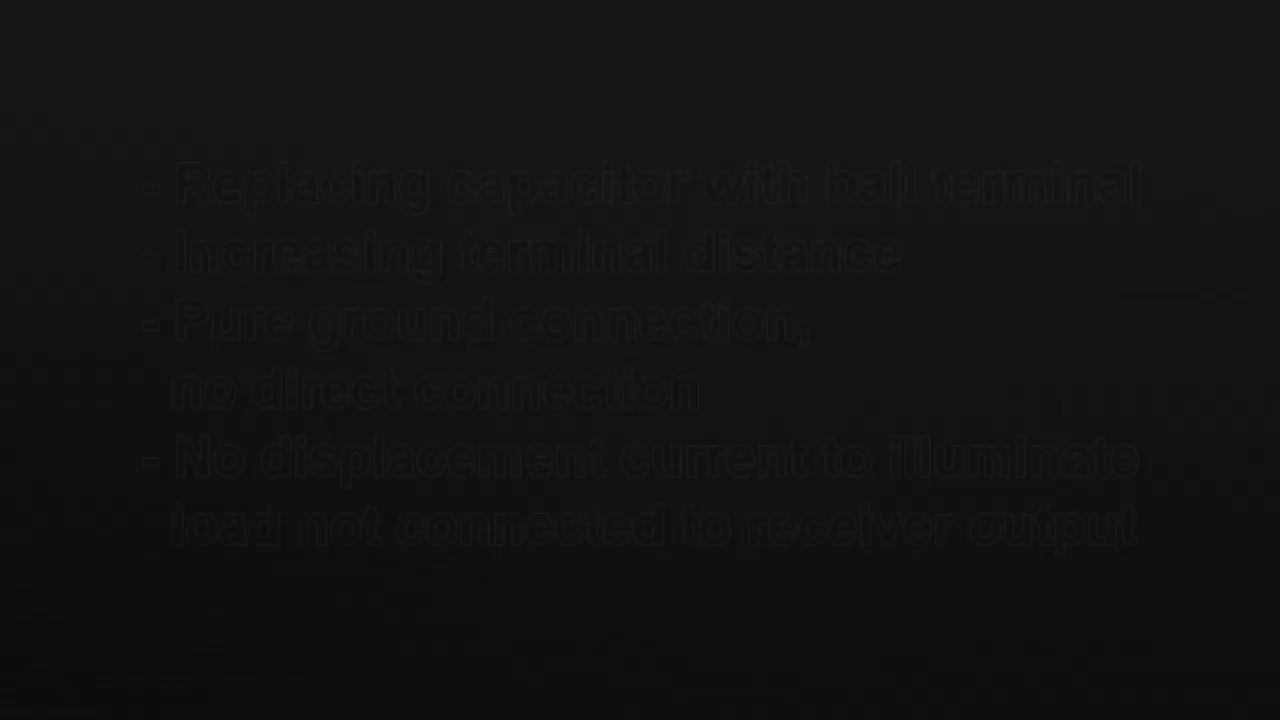 - Replacing capacitor with ball terminal
- Increasing terminal distance
- Pure ground connection,
no direct connection
- No displacement current to illuminate
load not connected to receiver output